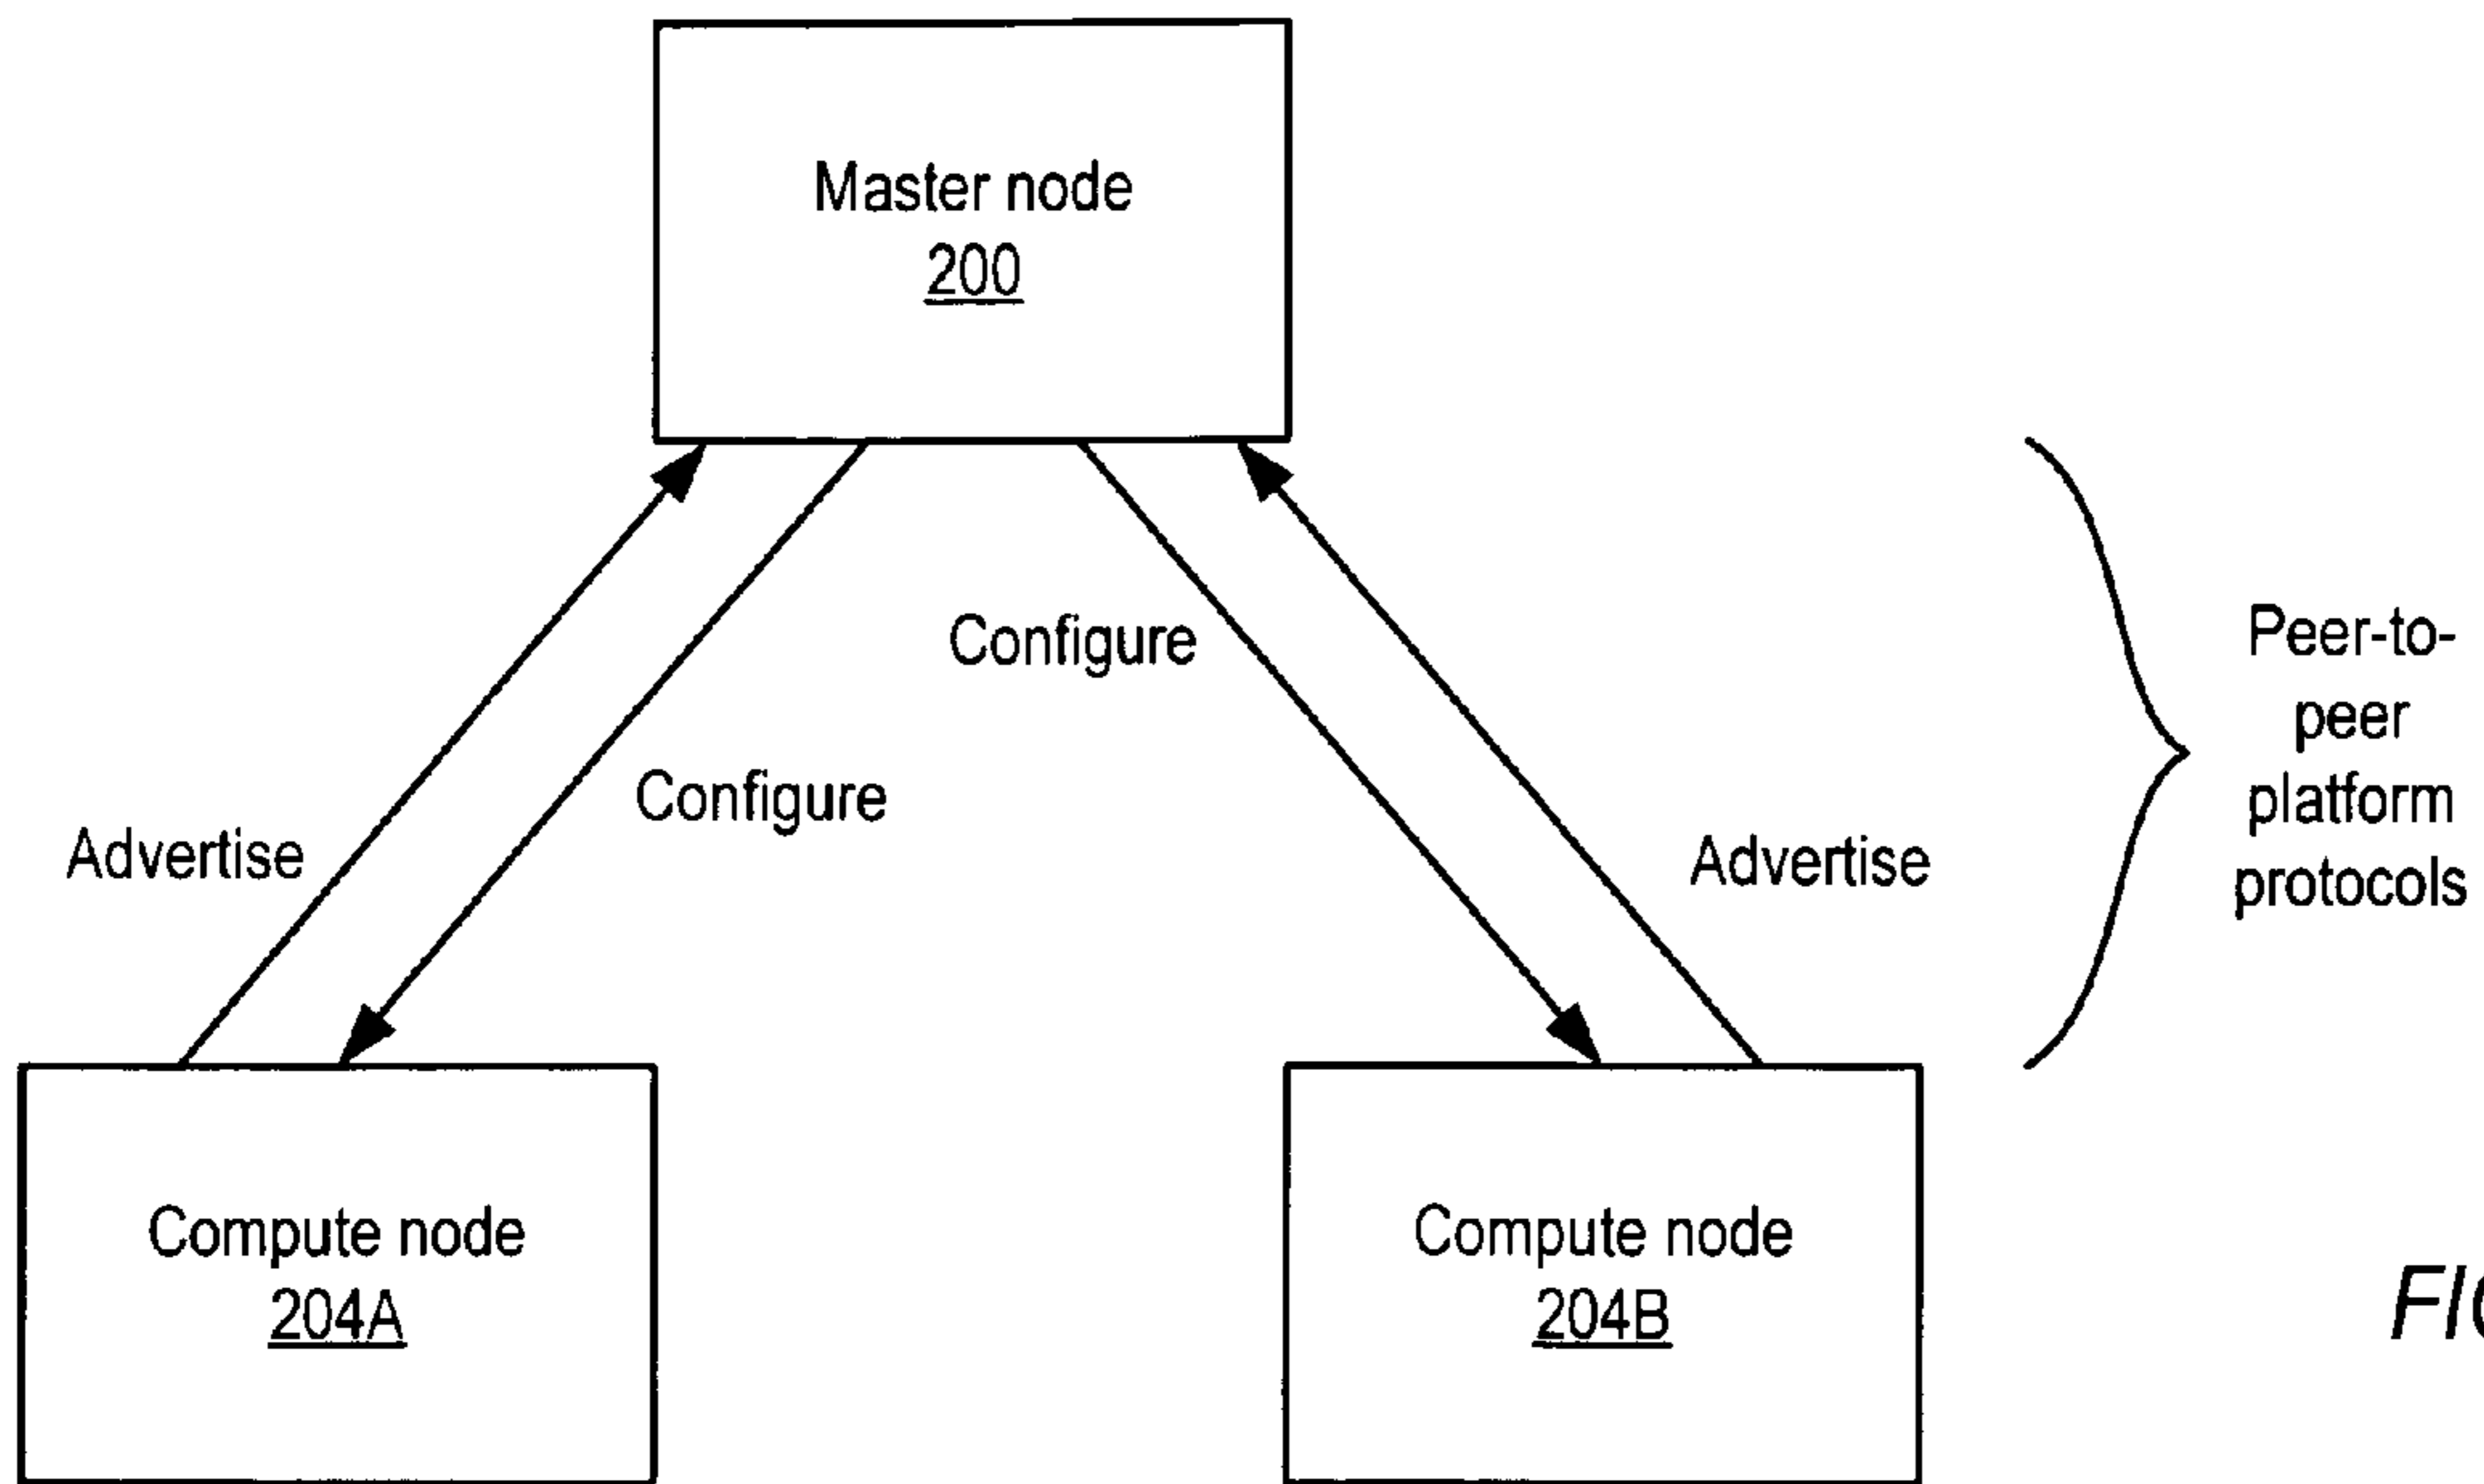 Master node
200
Configure
Peer-to-
peer
platform
protocols
Configure
Advertise
Advertise
Compute node
204A
Compute node
204B